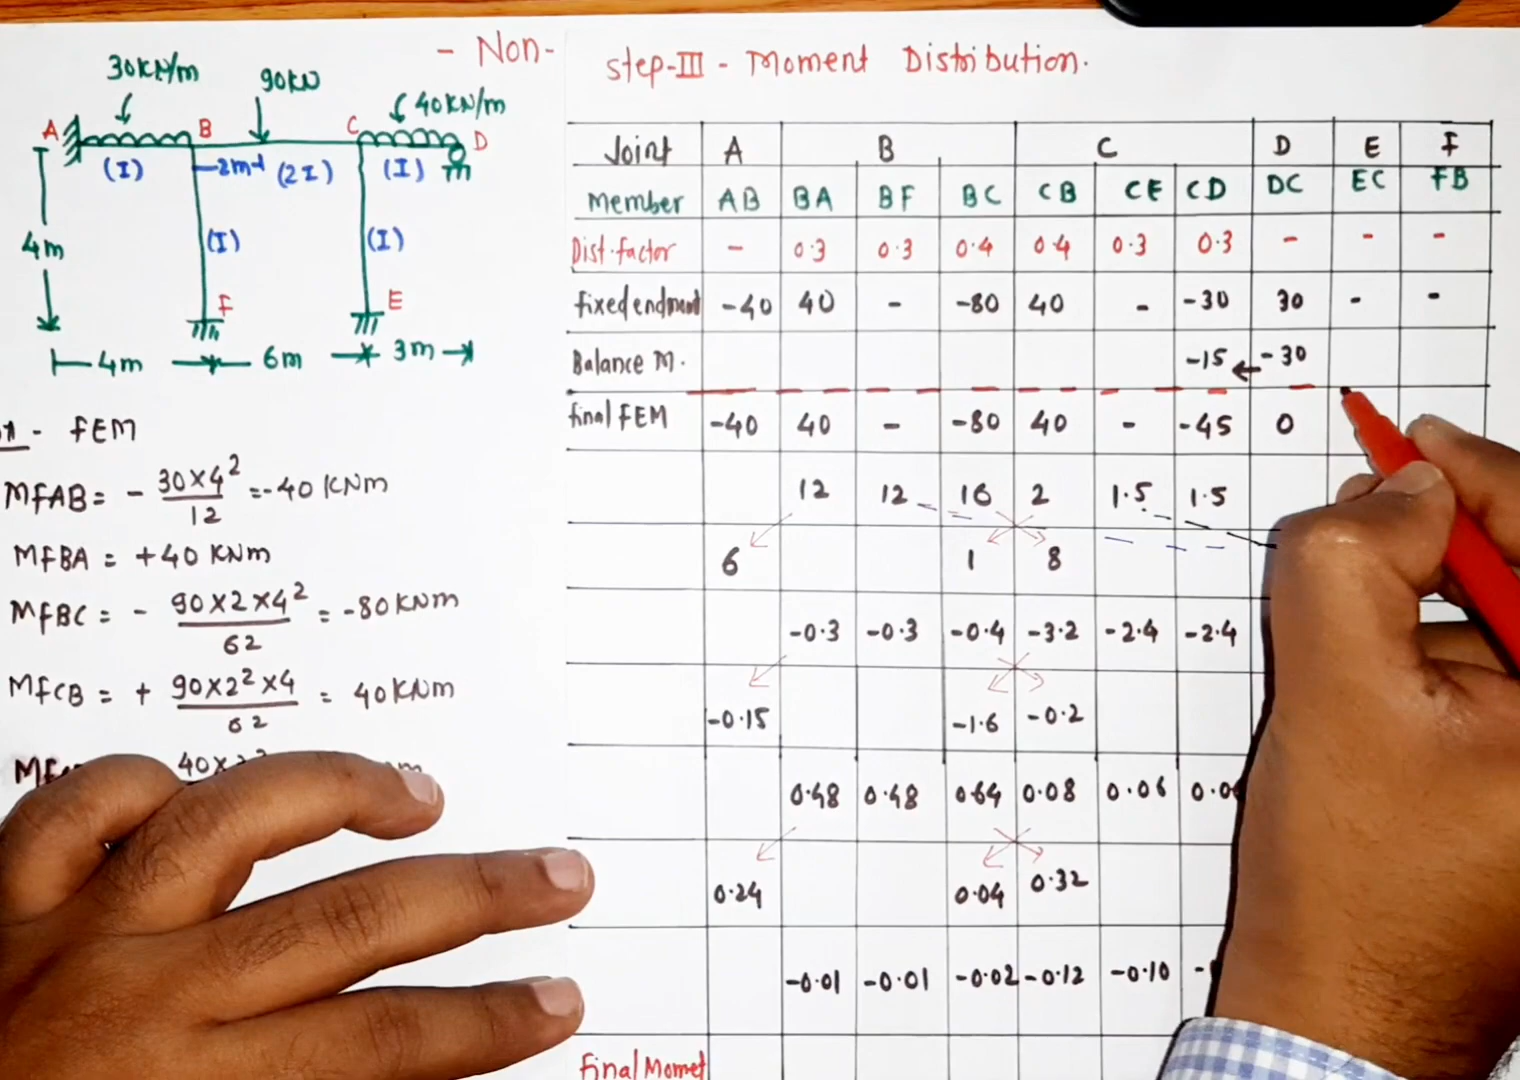 - Non-
30KN/m
90KN
40KN/m
A B C D
(I) 2m (2I) (I)
4m (I) (I)
F E
4m 6m 3m
- FEM
MFAB = - 30×4² / 12 = -40 KNm
MFBA = +40 KNm
MFBC = - 90×2×4² / 62 = -80KNm
MFCB = + 90×2²×4 / 62 = 40KNm
40×
Step-III - Moment Distribution.
Joint A B C D E F
Member AB BA BF BC CB CE CD DC EC FB
Dist.factor - 0.3 0.3 0.4 0.4 0.3 0.3 - - -
fixed end -40 40 - -80 40 - -30 30 - -
Balance M. -15 -30
final FEM -40 40 - -80 40 - -45 0
12 12 16 2 1.5 1.5
6 1 8
-0.3 -0.3 -0.4 -3.2 -2.4 -2.4
-0.15 -1.6 -0.2
0.48 0.48 0.64 0.08 0.06
0.24 0.04 0.32
-0.01 -0.01 -0.02 -0.12 -0.10
final Momet